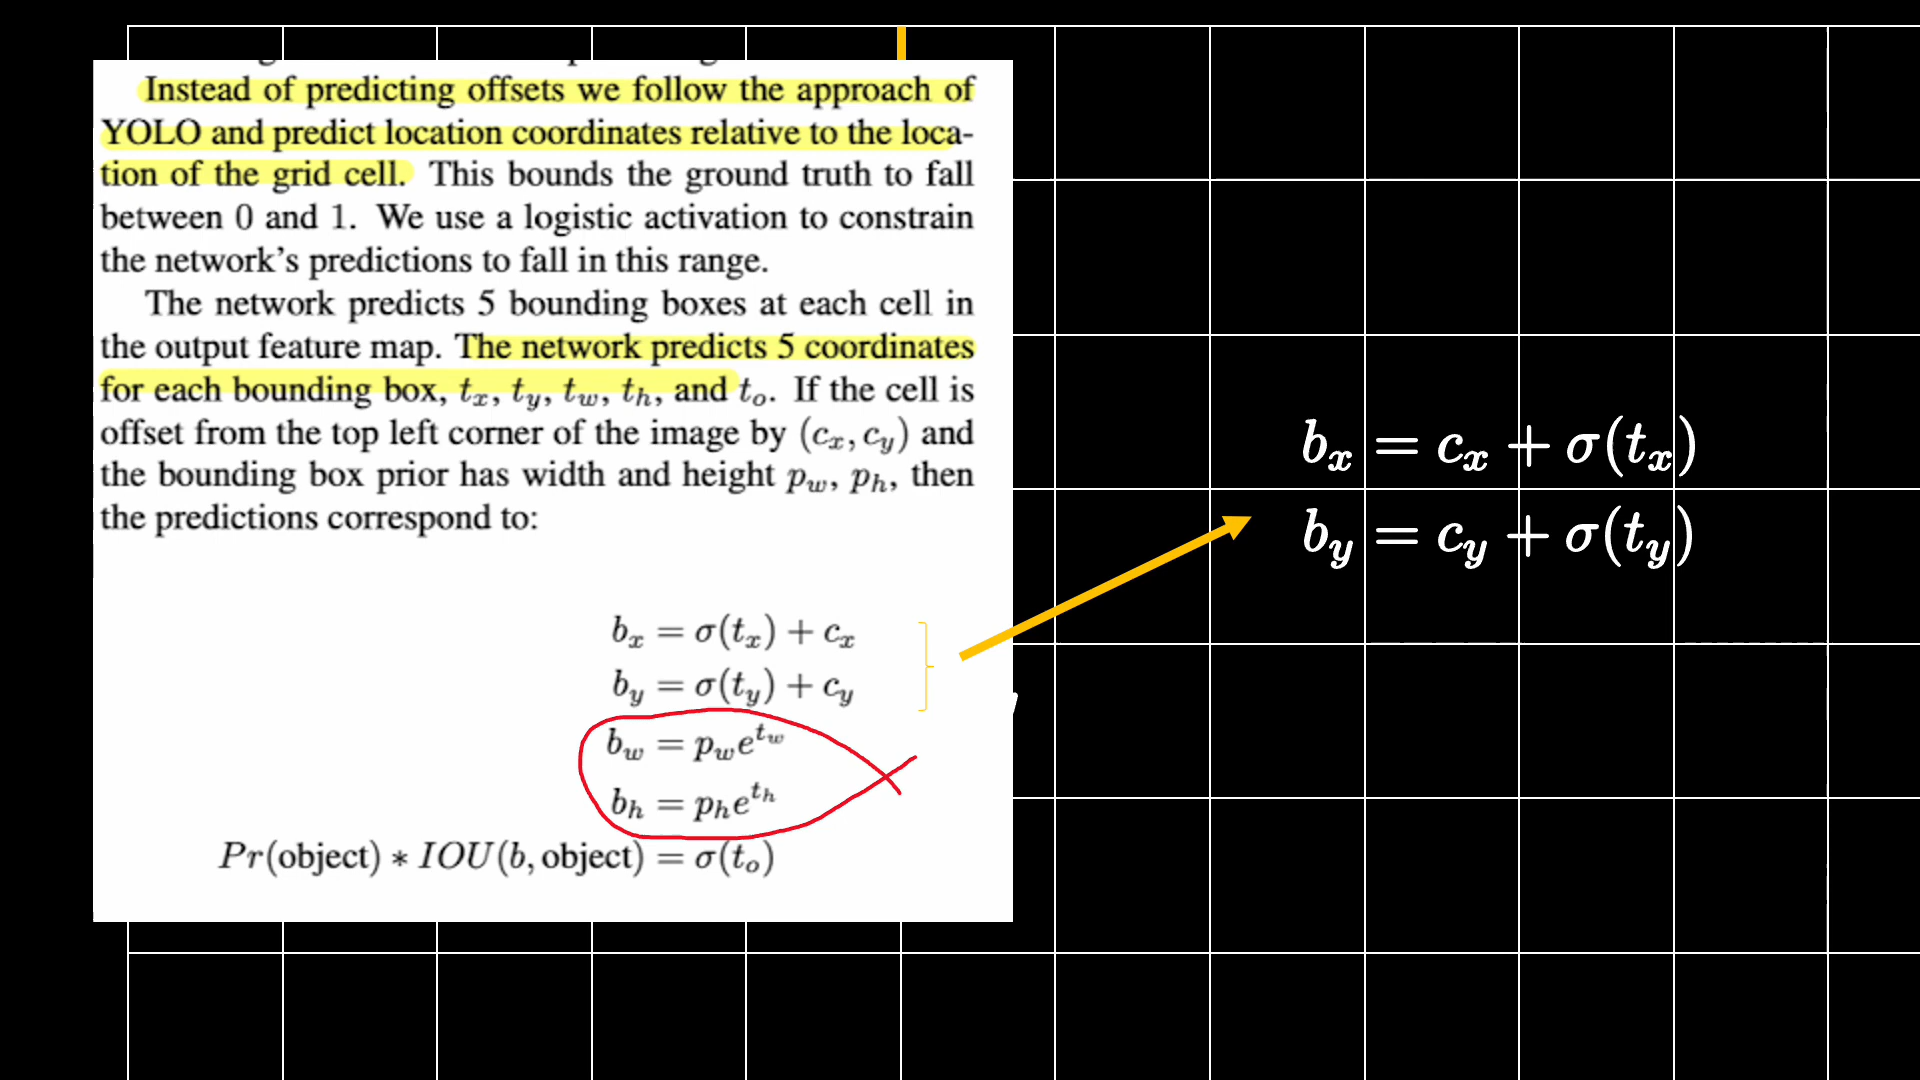 Instead of predicting offsets we follow the approach of
YOLO and predict location coordinates relative to the loca-
tion of the grid cell. This bounds the ground truth to fall
between 0 and 1. We use a logistic activation to constrain
the network's predictions to fall in this range.
The network predicts 5 bounding boxes at each cell in
the output feature map. The network predicts 5 coordinates
for each bounding box, t_x, t_y, t_w, t_h, and t_o. If the cell is
offset from the top left corner of the image by (c_x, c_y) and
the bounding box prior has width and height p_w, p_h, then
the predictions correspond to:
b_x = σ(t_x) + c_x
b_y = σ(t_y) + c_y
b_w = p_w e^{t_w}
b_h = p_h e^{t_h}
Pr(object) * IOU(b, object) = σ(t_o)
b_x = c_x + σ(t_x)
b_y = c_y + σ(t_y)